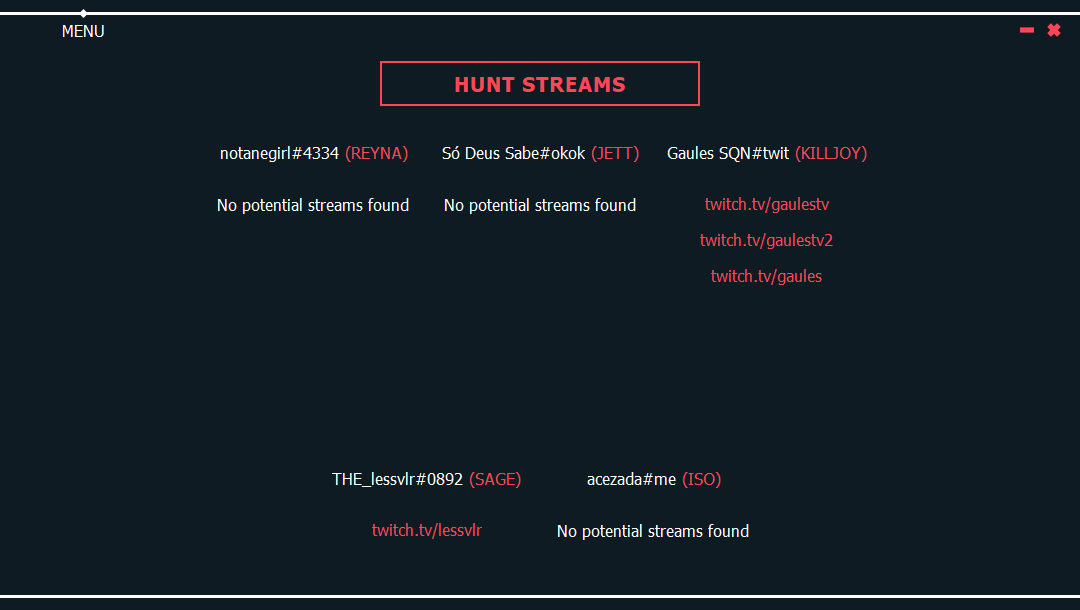 MENU
HUNT STREAMS
notanegirl#4334 (REYNA)
Só Deus Sabe#okok (JETT)
Gaules SQN#twit (KILLJOY)
No potential streams found
No potential streams found
twitch.tv/gaulestv
twitch.tv/gaulestv2
twitch.tv/gaules
THE_lessvlr#0892 (SAGE)
acezada#me (ISO)
twitch.tv/lessvlr
No potential streams found